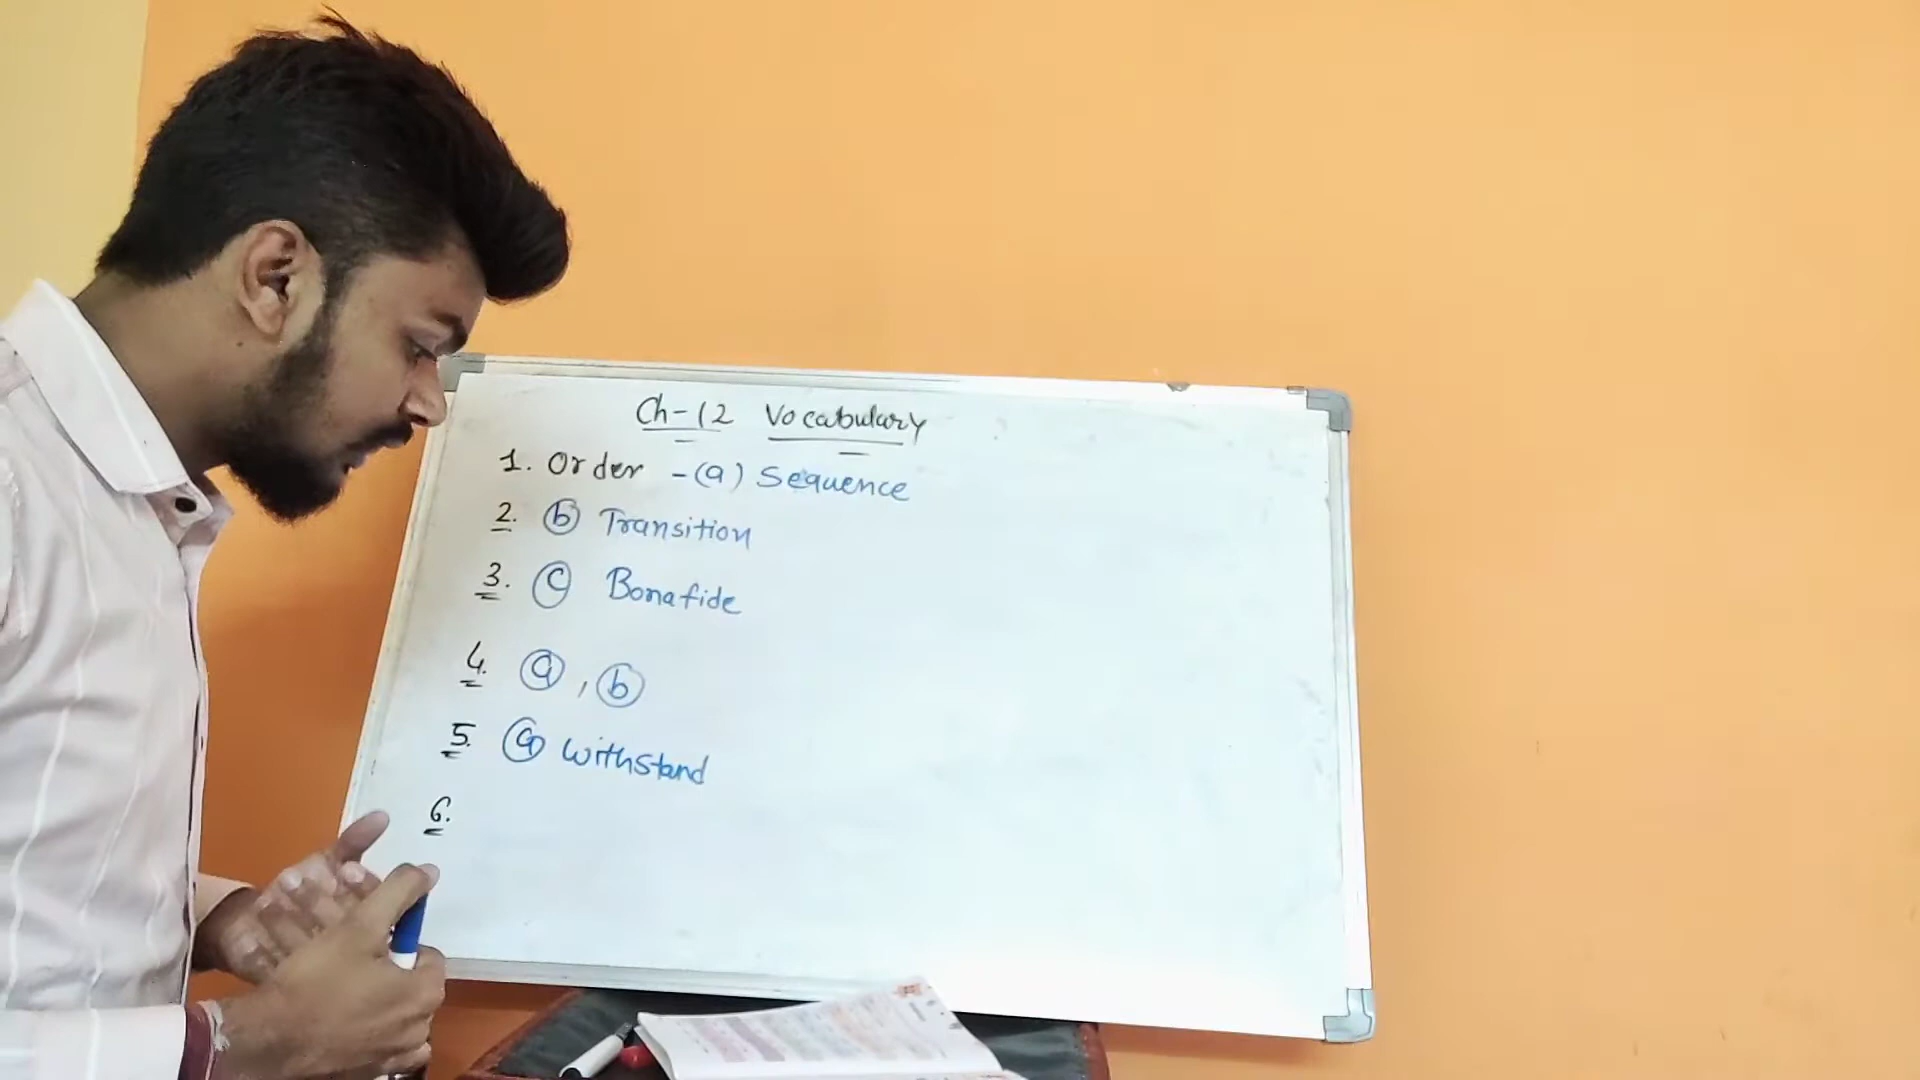 Ch-12 Vocabulary
1. Order -(a) Sequence
2. b Transition
3. c Bonafide
4. a, b
5. a Withstand
6.